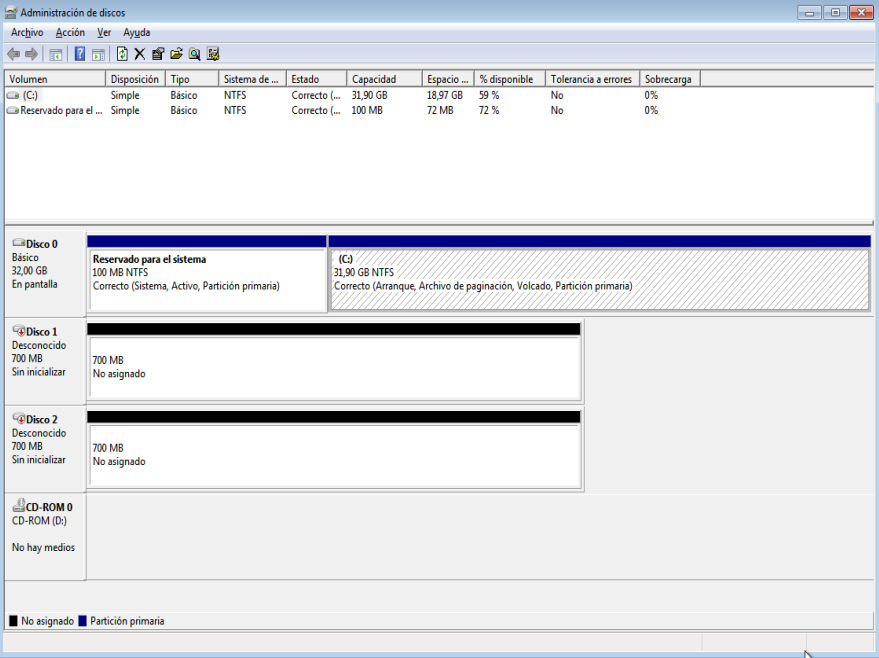 Administración de discos
Archivo Acción Ver Ayuda
Volumen Disposición Tipo Sistema de ... Estado Capacidad Espacio ... % disponible Tolerancia a errores Sobrecarga
(C:) Simple Básico NTFS Correcto (... 31,90 GB 18,97 GB 59 % No 0%
Reservado para el ... Simple Básico NTFS Correcto (... 100 MB 72 MB 72 % No 0%
Disco 0
Básico
32,00 GB
En pantalla
Reservado para el sistema
100 MB NTFS
Correcto (Sistema, Activo, Partición primaria)
(C:)
31,90 GB NTFS
Correcto (Arranque, Archivo de paginación, Volcado, Partición primaria)
Disco 1
Desconocido
700 MB
Sin inicializar
700 MB
No asignado
Disco 2
Desconocido
700 MB
Sin inicializar
700 MB
No asignado
CD-ROM 0
CD-ROM (D:)
No hay medios
No asignado Partición primaria